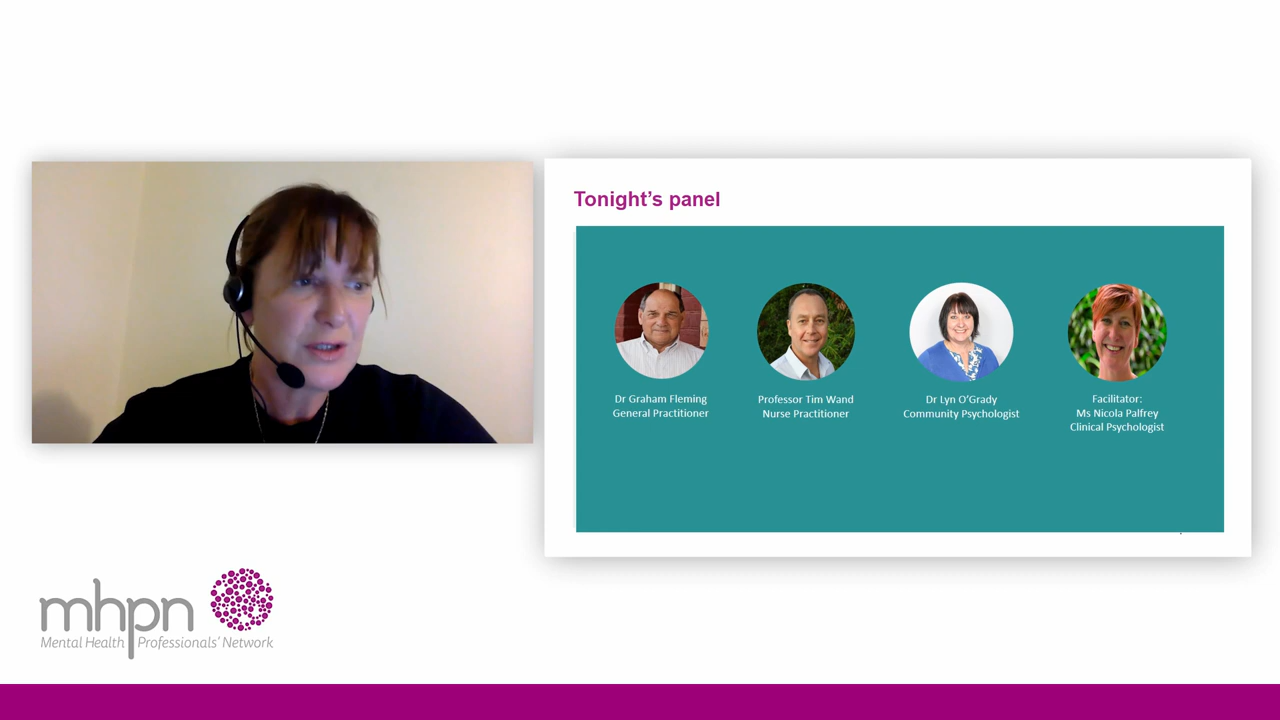 Tonight's panel
Dr Graham Fleming
General Practitioner
Professor Tim Wand
Nurse Practitioner
Dr Lyn O'Grady
Community Psychologist
Facilitator:
Ms Nicola Palfrey
Clinical Psychologist
mhpn
Mental Health Professionals' Network